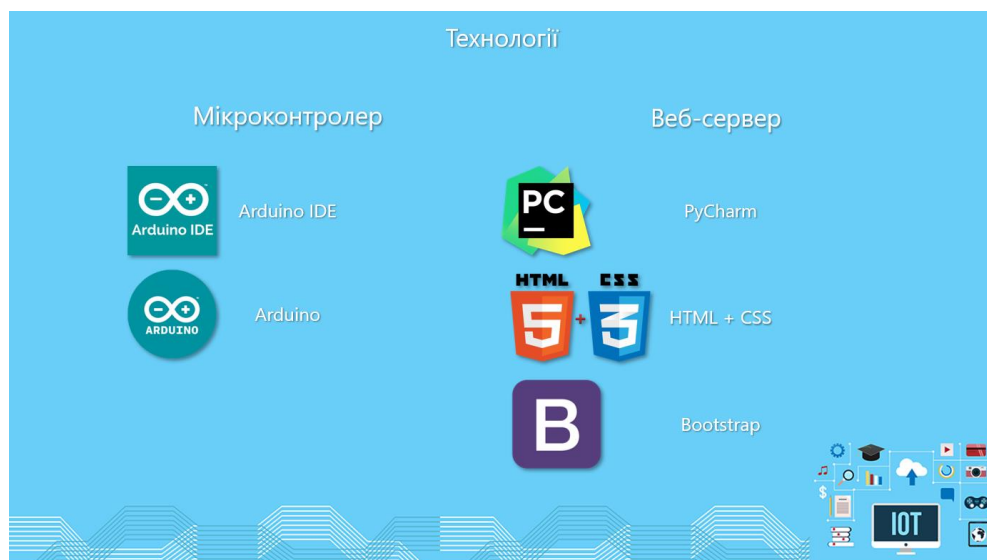 Технології
Мікроконтролер
Arduino IDE
Arduino IDE
ARDUINO
Arduino
Веб-сервер
PC
PyCharm
HTML CSS
5 + 3
HTML + CSS
B
Bootstrap
$
IOT